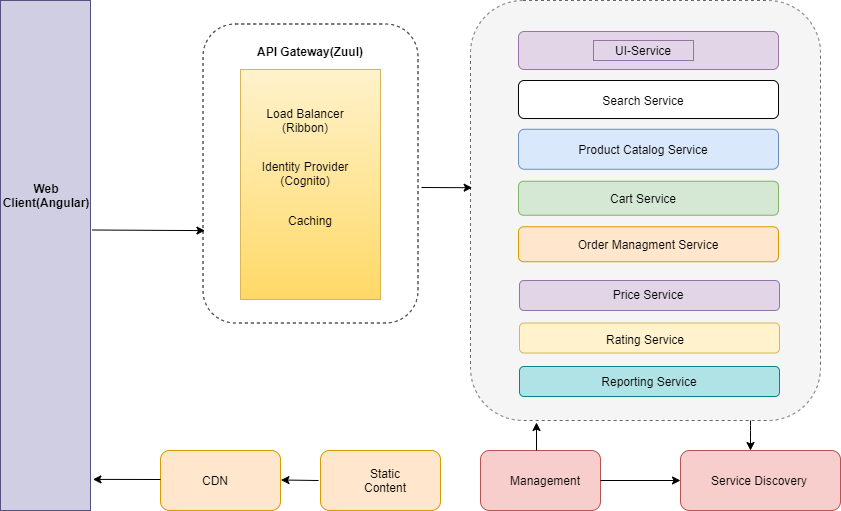 API Gateway(Zuul)
Load Balancer
(Ribbon)
Identity Provider
(Cognito)
Caching
Web
Client(Angular)
UI-Service
Search Service
Product Catalog Service
Cart Service
Order Managment Service
Price Service
Rating Service
Reporting Service
CDN
Static
Content
Management
Service Discovery